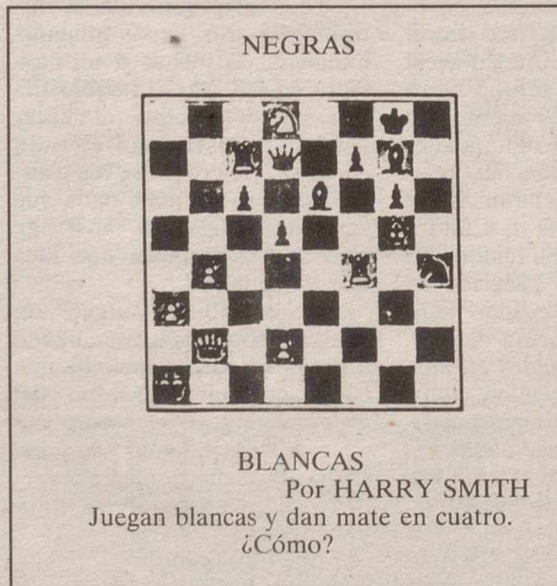 NEGRAS
BLANCAS
Por HARRY SMITH
Juegan blancas y dan mate en cuatro.
¿Cómo?